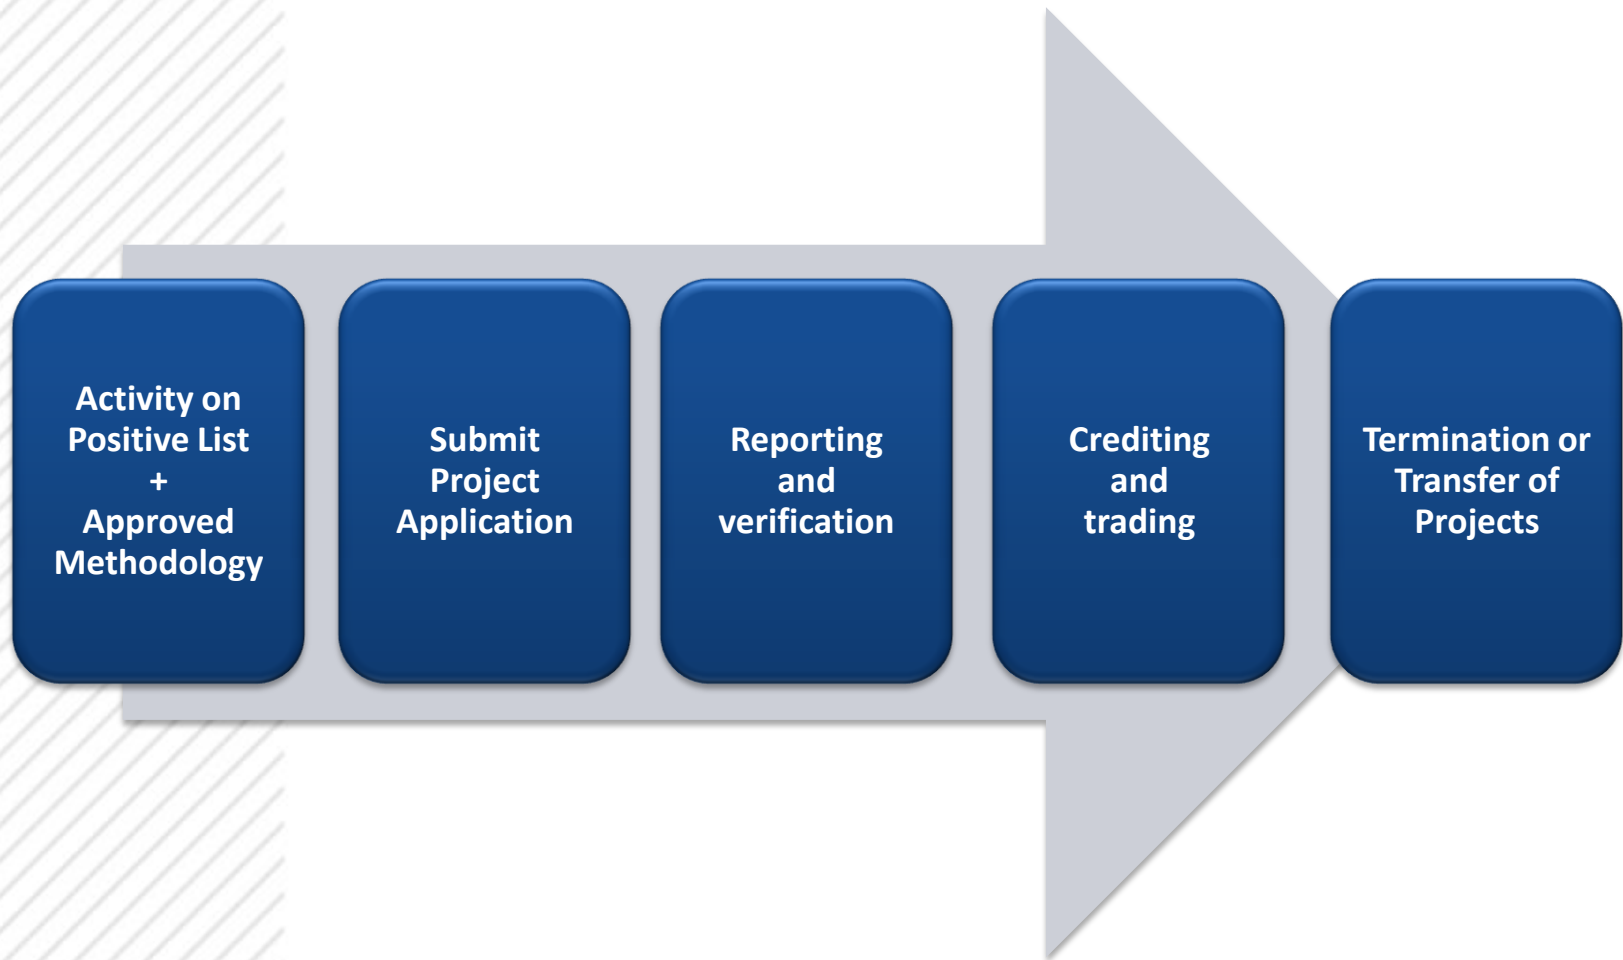 Activity on
Positive List
+
Approved
Methodology
Submit
Project
Application
Reporting
and
verification
Crediting
and
trading
Termination or
Transfer of
Projects